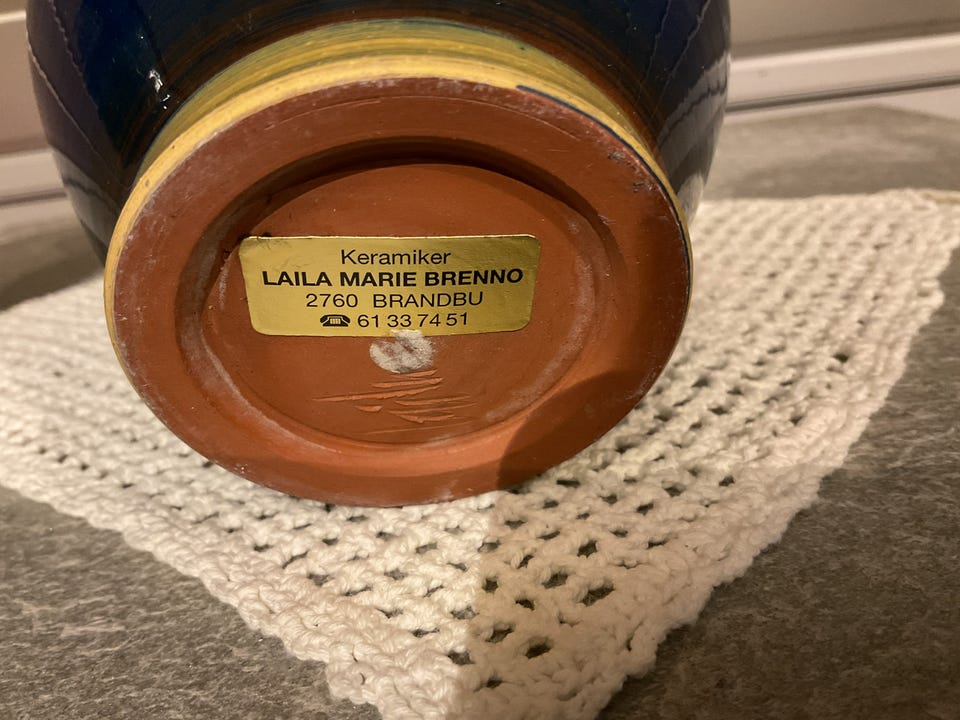 Keramiker
LAILA MARIE BRENNO
2760 BRANDBU
☎ 61 33 74 51